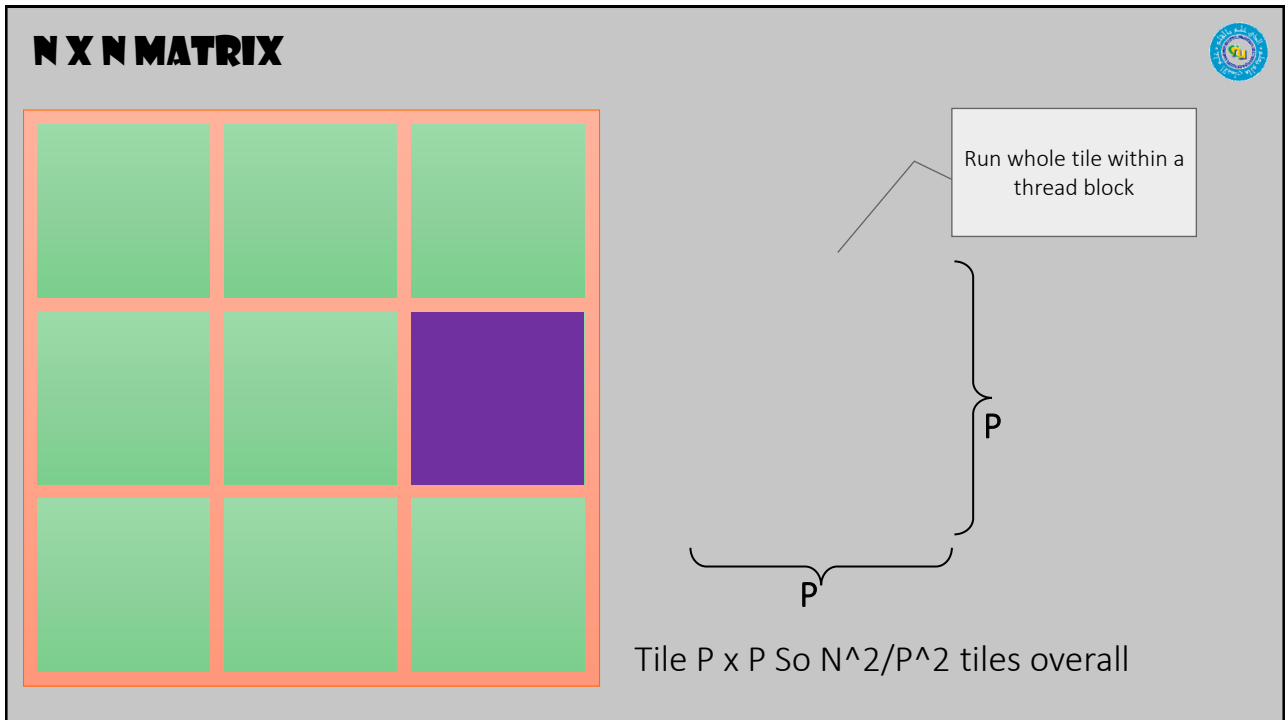 N X N MATRIX
Run whole tile within a
thread block
P
P
Tile P x P So N^2/P^2 tiles overall